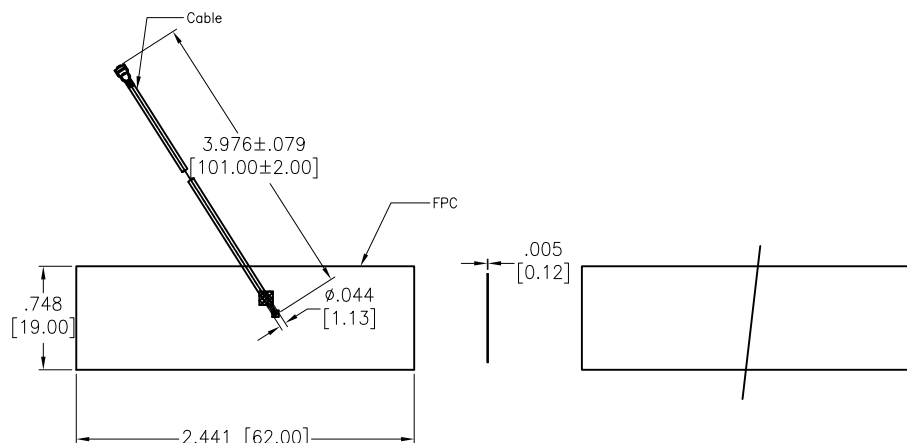 Cable
3.976±.079
[101.00±2.00]
FPC
.005
[0.12]
.748
[19.00]
ø.044
[1.13]
2.441 [62.00]